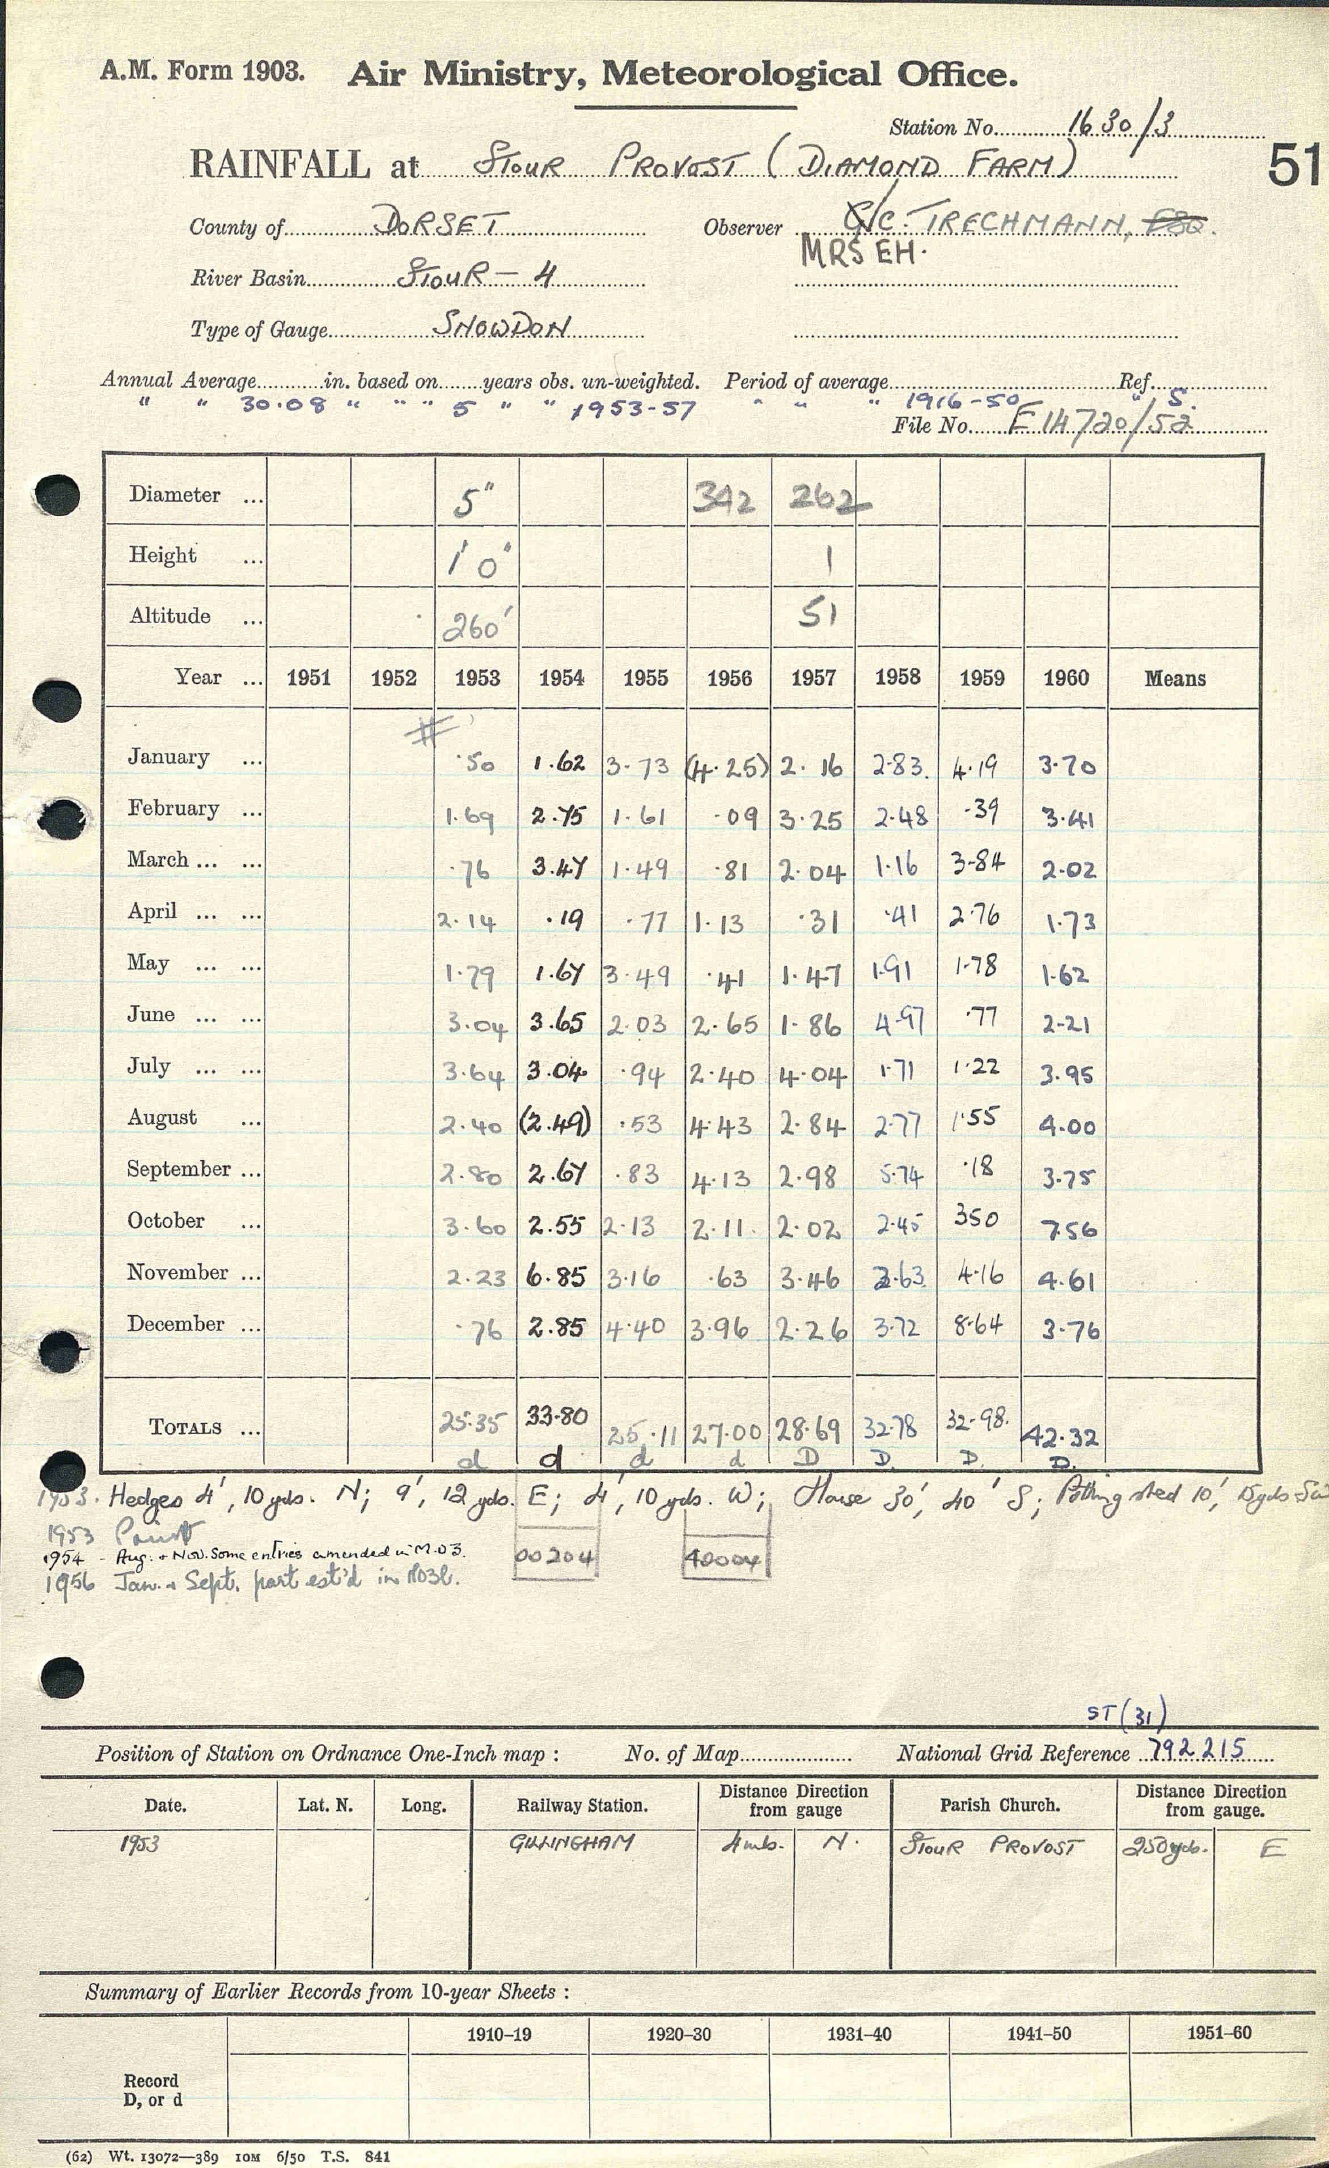 A.M. Form 1903. Air Ministry, Meteorological Office.
Station No. 1630/3
RAINFALL at STOUR PROVOST (DIAMOND FARM)
51
County of DORSET Observer G/C. TRECHMANN, ESQ.
MRS EH.
River Basin STOUR - 4
Type of Gauge SNOWDON
Annual Average in. based on years obs. un-weighted. Period of average Ref.
" " 30.08 " " " 5 " " 1953-57 " " " 1916-50 " S.
File No. E 14720/52
Diameter ... 5" 342 262
Height ... 1' 0" 1
Altitude ... 260' 51
Year ... 1951 1952 1953 1954 1955 1956 1957 1958 1959 1960 Means
#
January ... .50 1.62 3.73 (4.25) 2.16 2.83 4.19 3.70
February ... 1.69 2.75 1.61 .09 3.25 2.48 .39 3.41
March ... ... .76 3.47 1.49 .81 2.04 1.16 3.84 2.02
April ... ... 2.14 .19 .77 1.13 .31 .41 2.76 1.73
May ... ... 1.79 1.67 3.49 .41 1.47 1.91 1.78 1.62
June ... ... 3.04 3.65 2.03 2.65 1.86 4.97 .77 2.21
July ... ... 3.64 3.04 .94 2.40 4.04 1.71 1.22 3.95
August ... 2.40 (2.49) .53 4.43 2.84 2.77 1.55 4.00
September ... 2.80 2.67 .83 4.13 2.98 5.74 .18 3.75
October ... 3.60 2.55 2.13 2.11 2.02 2.45 350 7.56
November ... 2.23 6.85 3.16 .63 3.46 2.63 4.16 4.61
December ... .76 2.85 4.40 3.96 2.26 3.72 8.64 3.76
TOTALS ... 25.35 33.80 25.11 27.00 28.69 32.78 32.98 42.32
d d d d D D. D. D.
1953. Hedges 4', 10yds. N; 9', 12yds. E; 4', 10yds. W; House 30', 40' S; Potting shed 10', 15yds SW
1953
1954 - Aug. + Nov. Some entries amended in M.O3. 00204 40004
1956 Jan. + Sept. part est'd in MO3b.
ST (31)
Position of Station on Ordnance One-Inch map : No. of Map National Grid Reference 792 215
Date. Lat. N. Long. Railway Station. Distance Direction from gauge Parish Church. Distance Direction from gauge.
1953 GILLINGHAM 4mls. N. STOUR PROVOST 250yds. E
Summary of Earlier Records from 10-year Sheets :
1910–19 1920–30 1931–40 1941–50 1951–60
Record
D, or d
(62) Wt. 13072—389 10M 6/50 T.S. 841